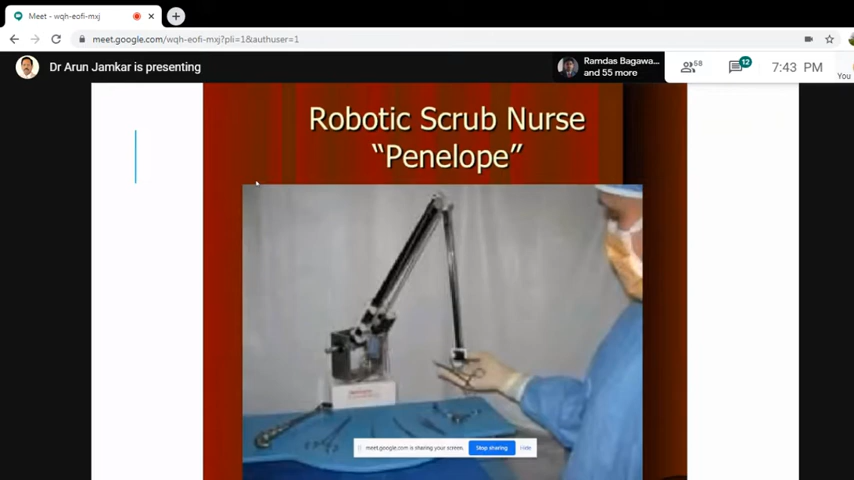 Meet - wqh-eofi-mxj
meet.google.com/wqh-eofi-mxj?pli=1&authuser=1
Dr Arun Jamkar is presenting
Ramdas Bagawa...
and 55 more
58
12
7:43 PM
You
Robotic Scrub Nurse
“Penelope”
meet.google.com is sharing your screen.
Stop sharing
Hide